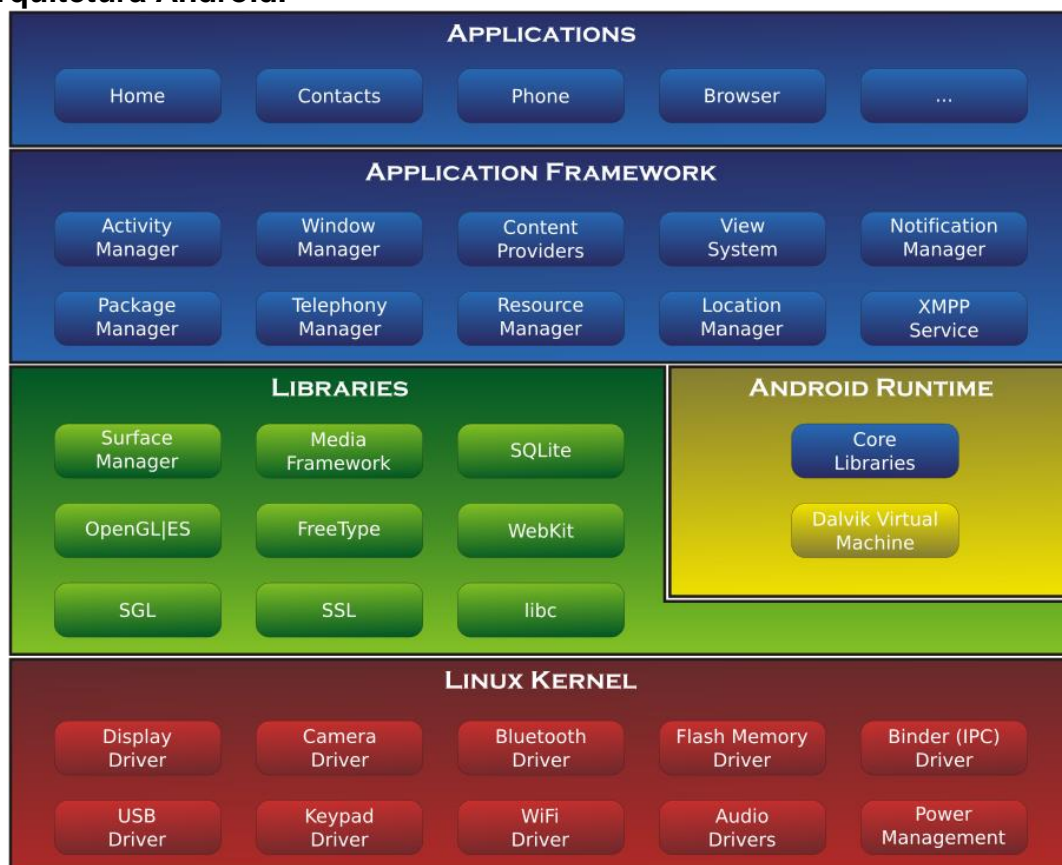 rquitetura Android.
APPLICATIONS
Home
Contacts
Phone
Browser
...
APPLICATION FRAMEWORK
Activity
Manager
Window
Manager
Content
Providers
View
System
Notification
Manager
Package
Manager
Telephony
Manager
Resource
Manager
Location
Manager
XMPP
Service
LIBRARIES
Surface
Manager
Media
Framework
SQLite
OpenGL|ES
FreeType
WebKit
SGL
SSL
libc
ANDROID RUNTIME
Core
Libraries
Dalvik Virtual
Machine
LINUX KERNEL
Display
Driver
Camera
Driver
Bluetooth
Driver
Flash Memory
Driver
Binder (IPC)
Driver
USB
Driver
Keypad
Driver
WiFi
Driver
Audio
Drivers
Power
Management